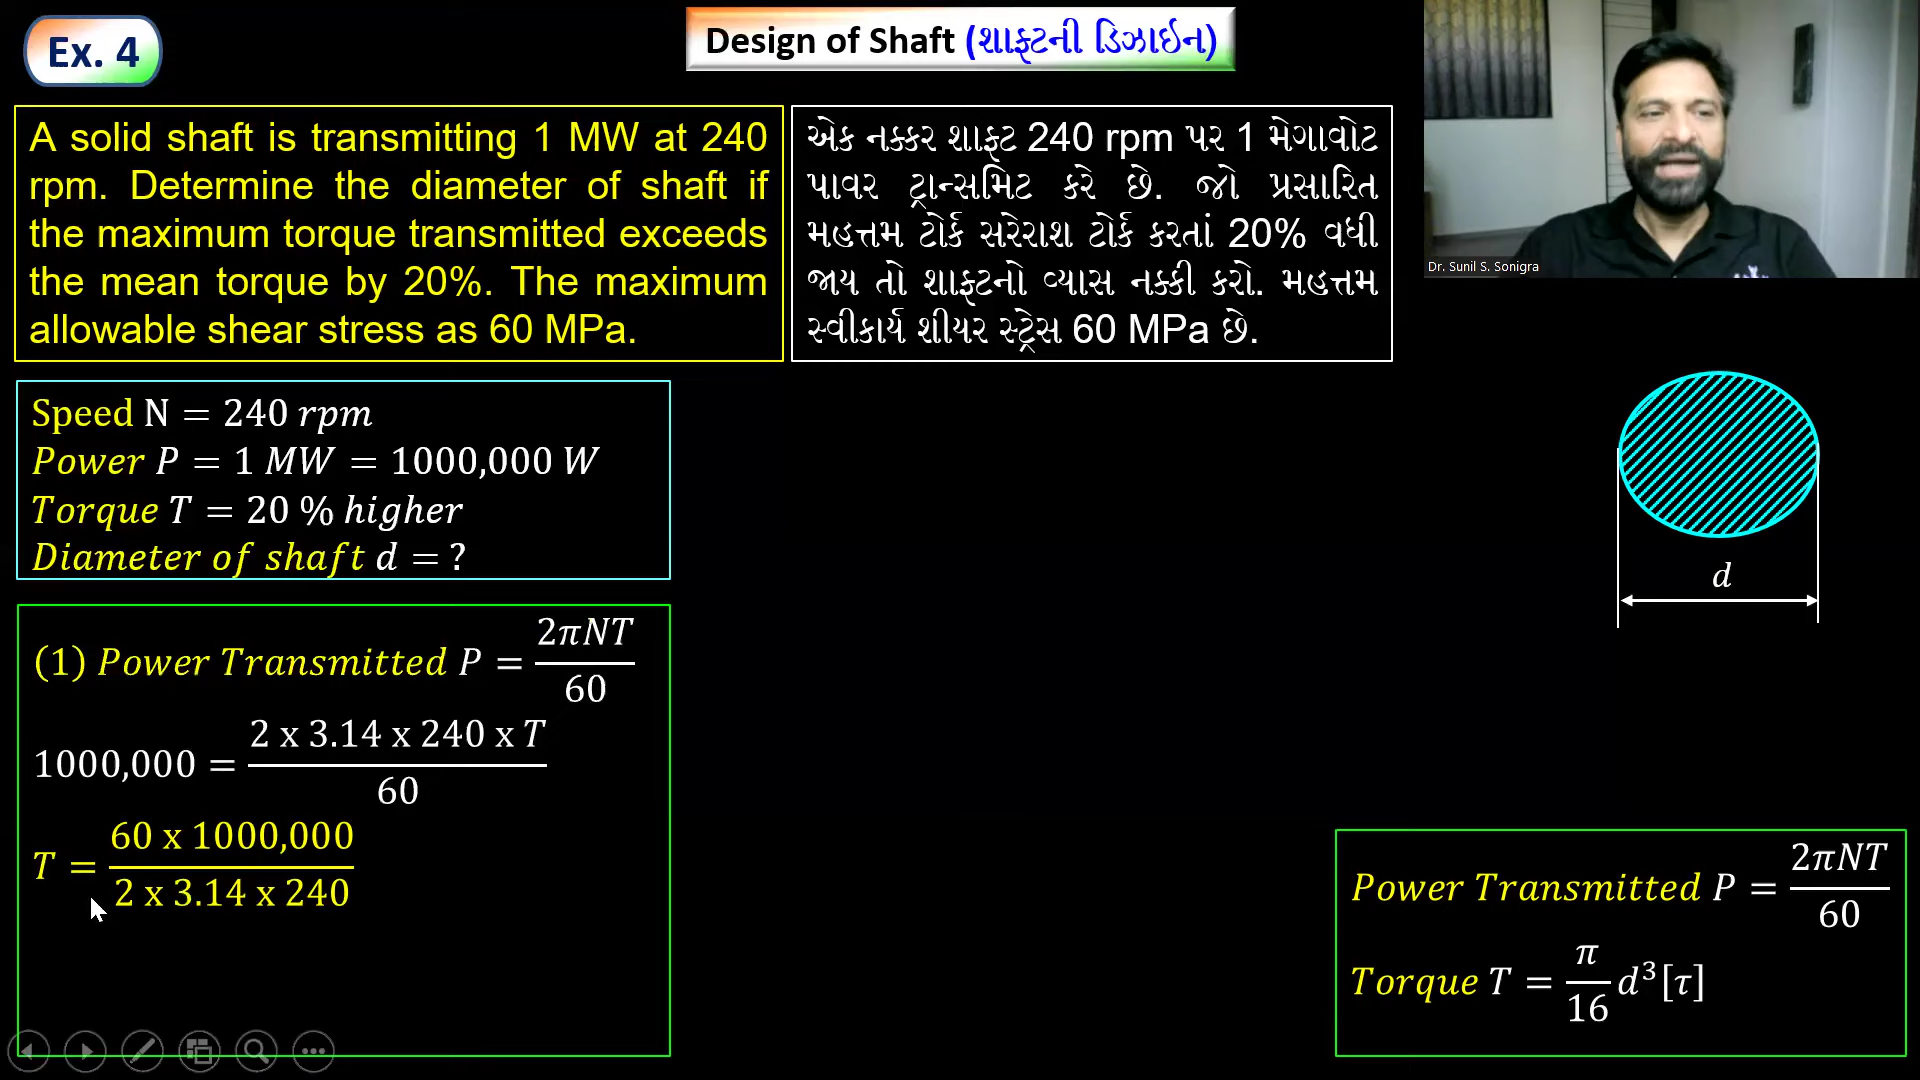 Ex. 4
Design of Shaft (શાફ્ટની ડિઝાઈન)
A solid shaft is transmitting 1 MW at 240
rpm. Determine the diameter of shaft if
the maximum torque transmitted exceeds
the mean torque by 20%. The maximum
allowable shear stress as 60 MPa.
એક નક્કર શાફ્ટ 240 rpm પર 1 મેગાવોટ
પાવર ટ્રાન્સમિટ કરે છે. જો પ્રસારિત
મહત્તમ ટોર્ક સરેરાશ ટોર્ક કરતાં 20% વધી
જાય તો શાફ્ટનો વ્યાસ નક્કી કરો. મહત્તમ
સ્વીકાર્ય શીયર સ્ટ્રેસ 60 MPa છે.
Dr. Sunil S. Sonigra
Speed N = 240 rpm
Power P = 1 MW = 1000,000 W
Torque T = 20 % higher
Diameter of shaft d = ?
d
(1) Power Transmitted P = 2πNT/60
1000,000 = 2 x 3.14 x 240 x T/60
T = 60 x 1000,000/2 x 3.14 x 240
Power Transmitted P = 2πNT/60
Torque T = π/16 d³[τ]